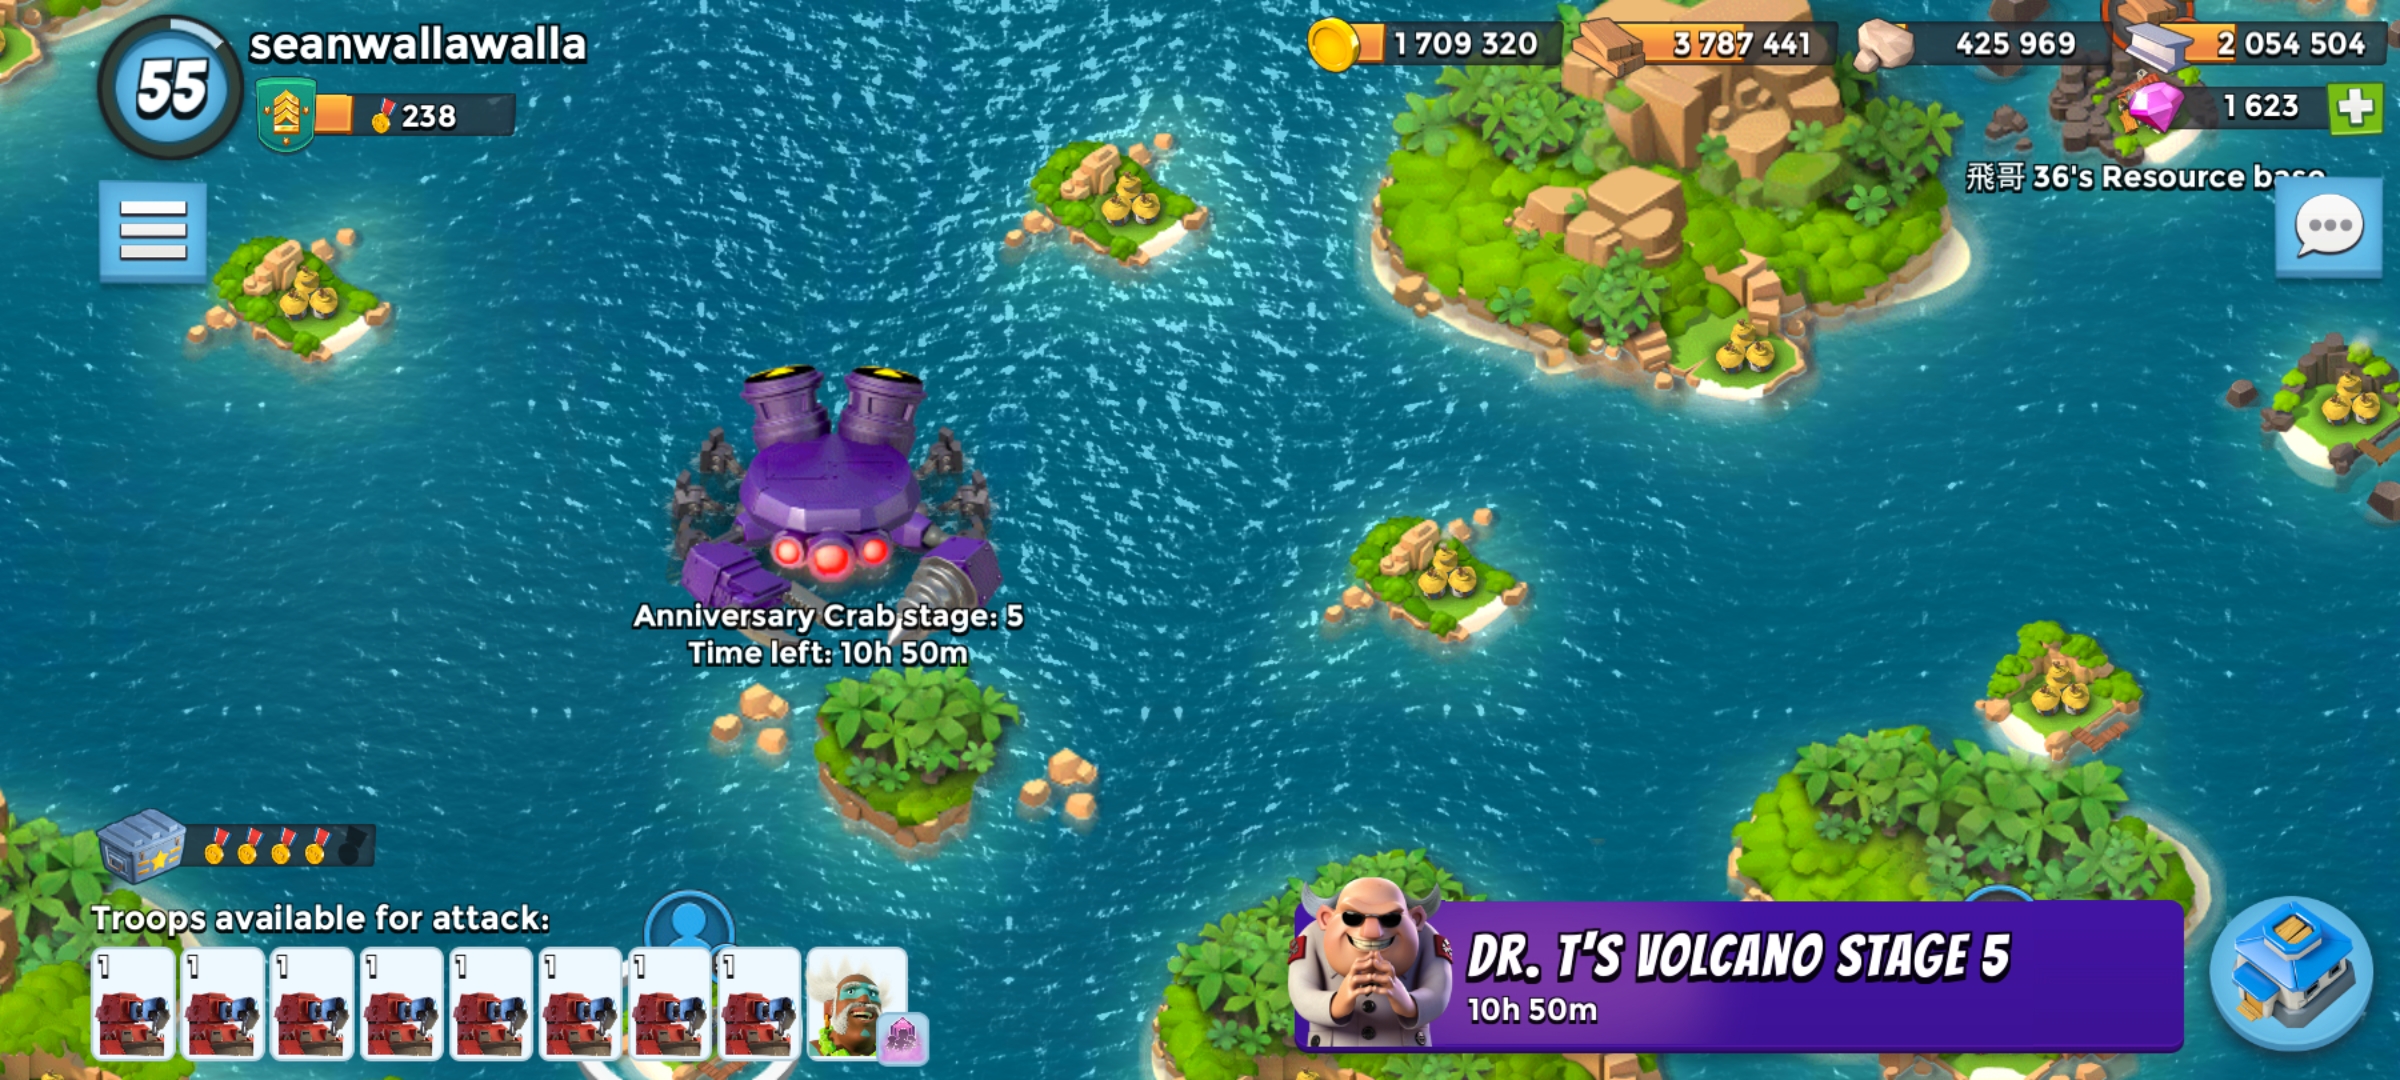 55
seanwallawalla
238
1 709 320
3 787 441
425 969
2 054 504
1 623
飛哥 36's Resource base
Anniversary Crab stage: 5
Time left: 10h 50m
Troops available for attack:
1 1 1 1 1 1 1 1
DR. T'S VOLCANO STAGE 5
10h 50m